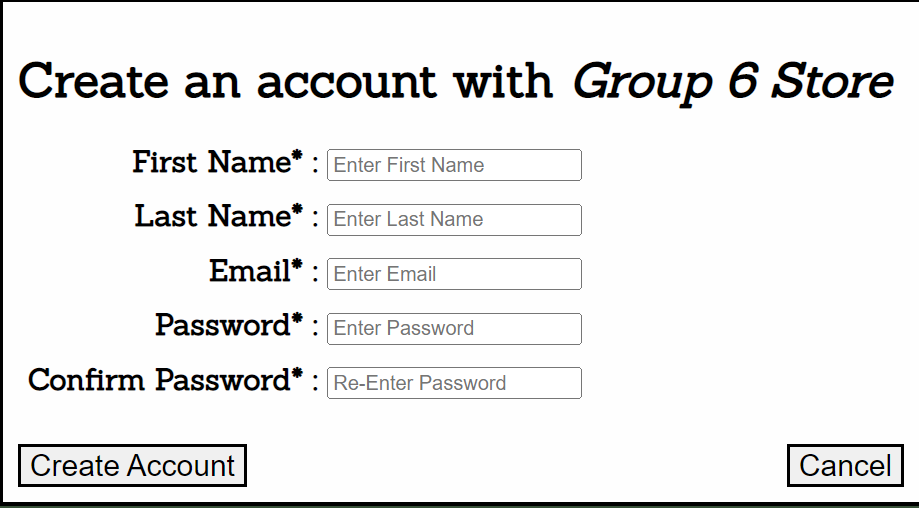 Create an account with Group 6 Store
First Name* : Enter First Name
Last Name* : Enter Last Name
Email* : Enter Email
Password* : Enter Password
Confirm Password* : Re-Enter Password
Create Account Cancel